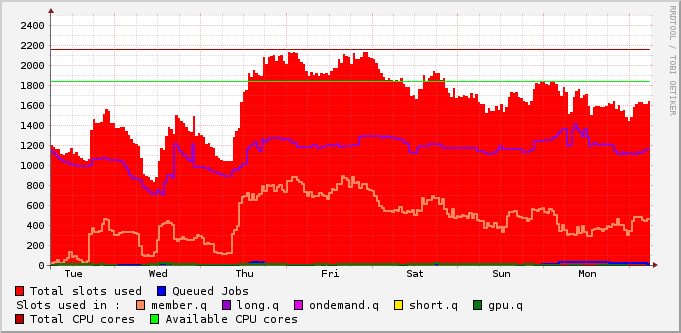 RRDTOOL / TOBI OETIKER
2400
2200
2000
1800
1600
1400
1200
1000
800
600
400
200
0
Tue Wed Thu Fri Sat Sun Mon
Total slots used Queued Jobs
Slots used in : member.q long.q ondemand.q short.q gpu.q
Total CPU cores Available CPU cores